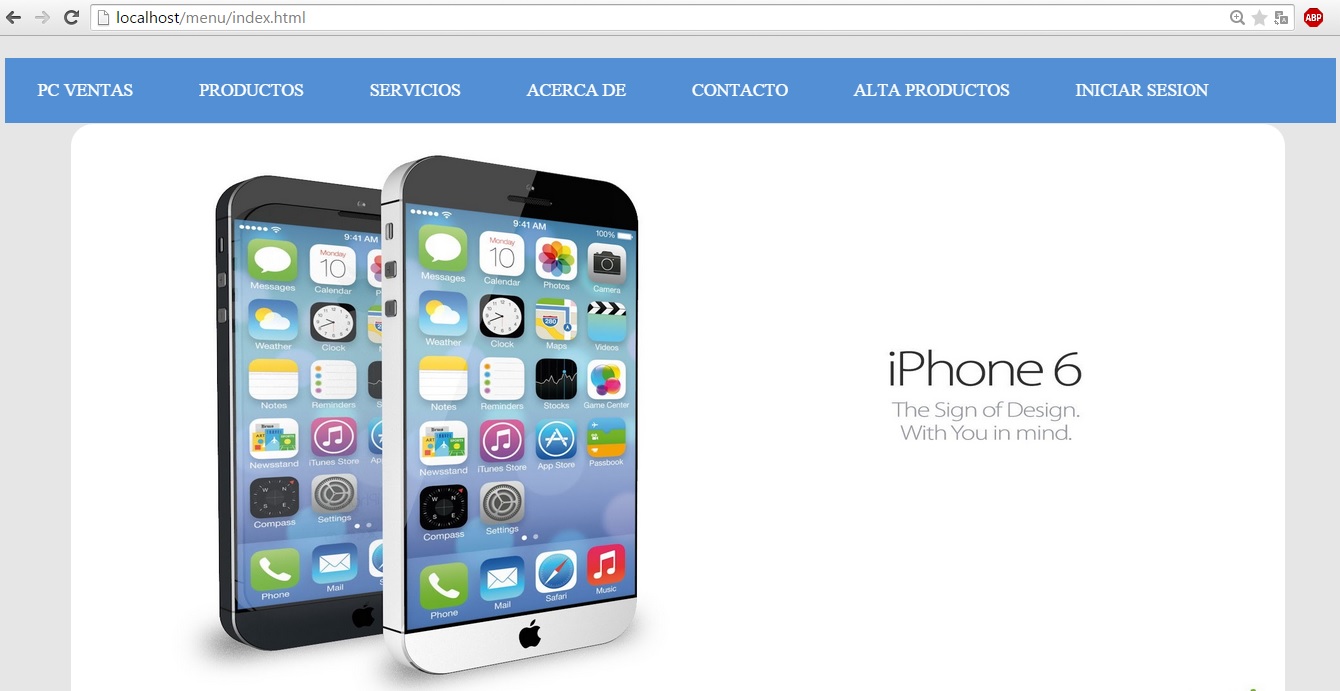 localhost/menu/index.html
ABP
PC VENTAS PRODUCTOS SERVICIOS ACERCA DE CONTACTO ALTA PRODUCTOS INICIAR SESION
9:41 AM
Messages
Monday
10
Calendar
Weather
Clock
Notes
Reminders
Newsstand
iTunes Store
Compass
Settings
Phone
Mail
9:41 AM 100%
Messages
Monday
10
Calendar
Photos
Camera
Weather
Clock
280
Maps
Videos
Notes
Reminders
Stocks
Game Center
Newsstand
iTunes Store
App Store
Passbook
Compass
Settings
Phone
Mail
Safari
Music
iPhone 6
The Sign of Design.
With You in mind.